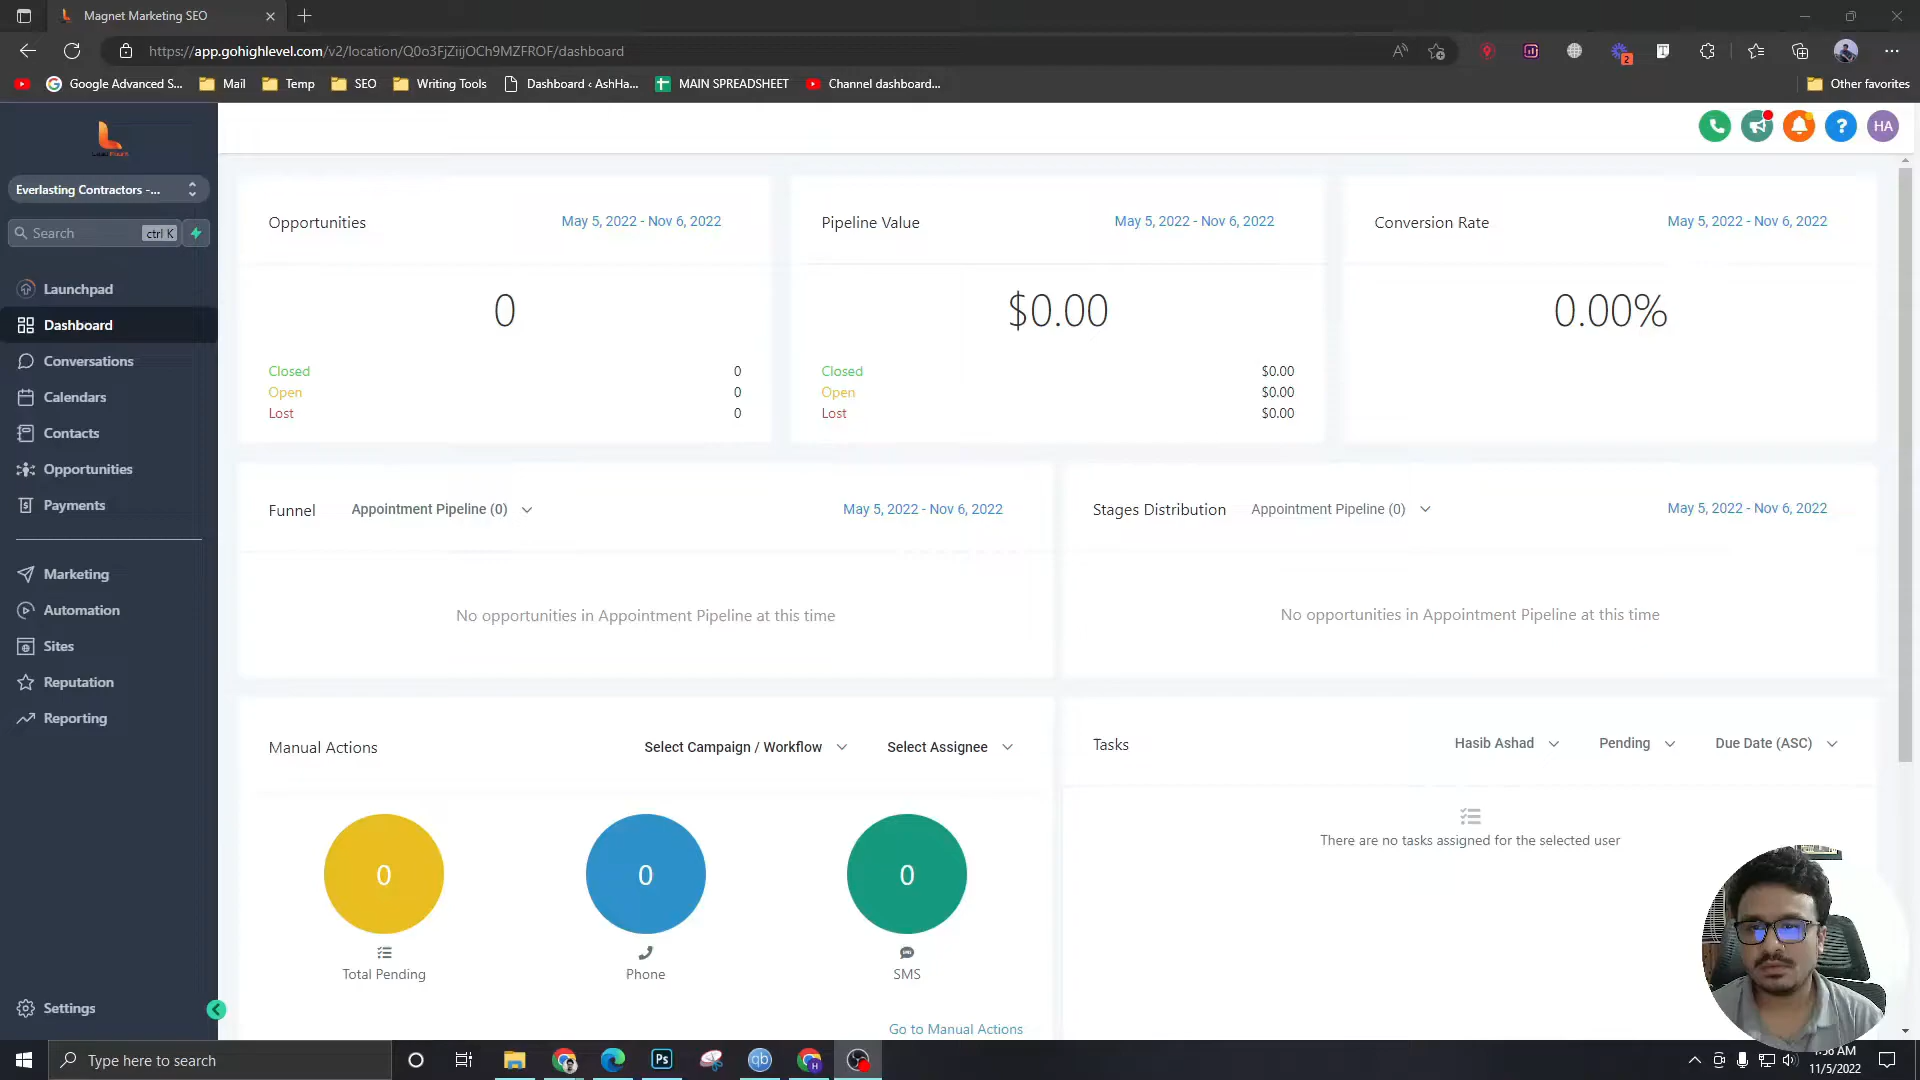 Magnet Marketing SEO
https://app.gohighlevel.com/v2/location/Q0o3FjZiijOCh9MZFROF/dashboard
2
Google Advanced S...
Mail
Temp
SEO
Writing Tools
Dashboard ‹ AshHa...
MAIN SPREADSHEET
Channel dashboard...
Other favorites
HA
Everlasting Contractors -...
Search
ctrl K
Launchpad
Dashboard
Conversations
Calendars
Contacts
Opportunities
Payments
Marketing
Automation
Sites
Reputation
Reporting
Settings
Opportunities
May 5, 2022 - Nov 6, 2022
0
Closed 0
Open 0
Lost 0
Pipeline Value
May 5, 2022 - Nov 6, 2022
$0.00
Closed $0.00
Open $0.00
Lost $0.00
Conversion Rate
May 5, 2022 - Nov 6, 2022
0.00%
Funnel
Appointment Pipeline (0)
May 5, 2022 - Nov 6, 2022
No opportunities in Appointment Pipeline at this time
Stages Distribution
Appointment Pipeline (0)
May 5, 2022 - Nov 6, 2022
No opportunities in Appointment Pipeline at this time
Manual Actions
Select Campaign / Workflow
Select Assignee
0
Total Pending
0
Phone
0
SMS
Go to Manual Actions
Tasks
Hasib Ashad
Pending
Due Date (ASC)
There are no tasks assigned for the selected user
Type here to search
Ps
qb
AM
11/5/2022